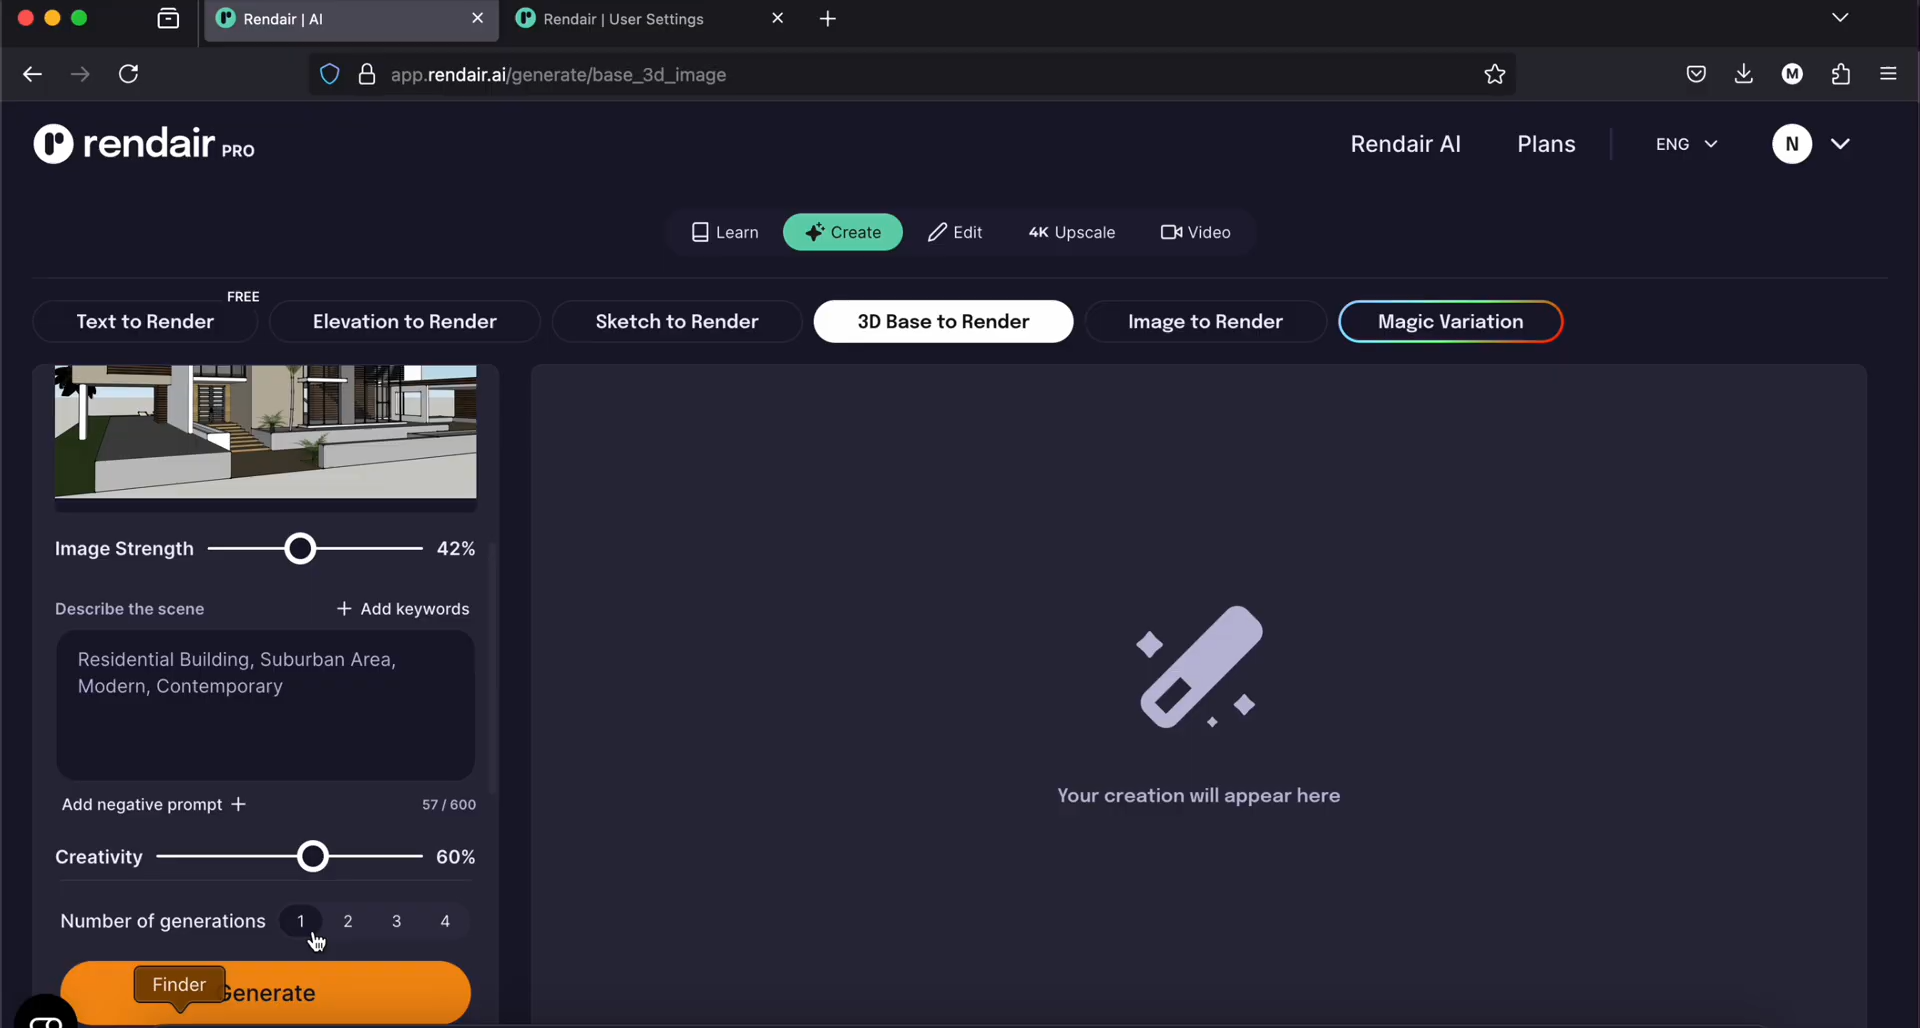 Rendair | AI
Rendair | User Settings
app.rendair.ai/generate/base_3d_image
M
rendair PRO
Rendair AI
Plans
ENG
N
Learn
Create
Edit
4K Upscale
Video
FREE
Text to Render
Elevation to Render
Sketch to Render
3D Base to Render
Image to Render
Magic Variation
Image Strength
42%
Describe the scene
Add keywords
Residential Building, Suburban Area,
Modern, Contemporary
Add negative prompt +
57 / 600
Creativity
60%
Number of generations
1
2
3
4
Finder
Generate
Your creation will appear here